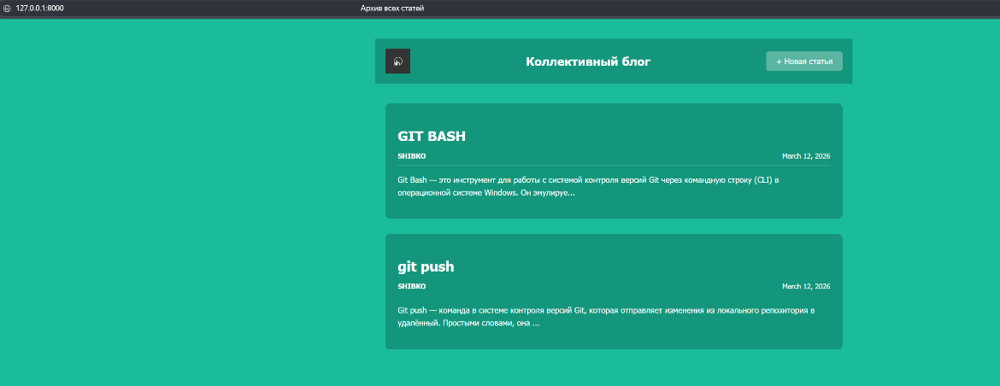 127.0.0.1:8000 Архив всех статей
Коллективный блог + Новая статья
GIT BASH
SHIBKO March 12, 2026
Git Bash — это инструмент для работы с системой контроля версий Git через командную строку (CLI) в
операционной системе Windows. Он эмулируе...
git push
SHIBKO March 12, 2026
Git push — команда в системе контроля версий Git, которая отправляет изменения из локального репозитория в
удалённый. Простыми словами, она ...